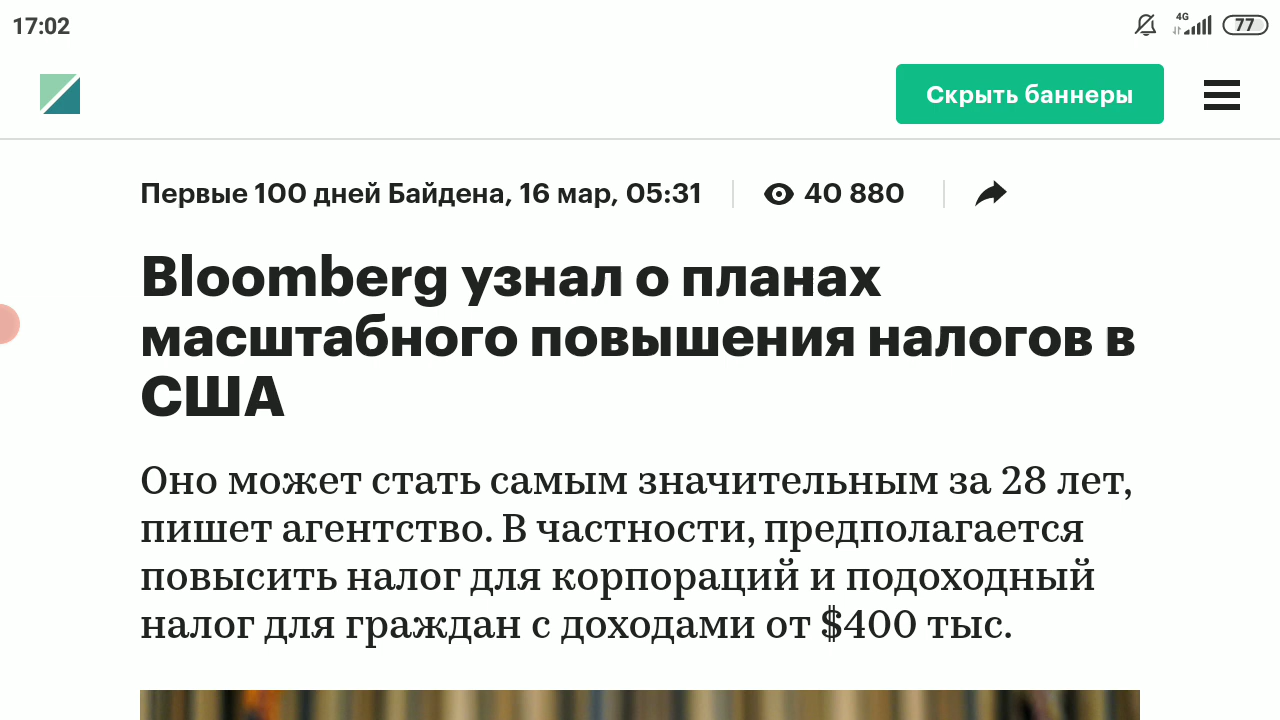 17:02
4G
77
Скрыть баннеры
Первые 100 дней Байдена, 16 мар, 05:31
40 880
Bloomberg узнал о планах
масштабного повышения налогов в
США
Оно может стать самым значительным за 28 лет,
пишет агентство. В частности, предполагается
повысить налог для корпораций и подоходный
налог для граждан с доходами от $400 тыс.